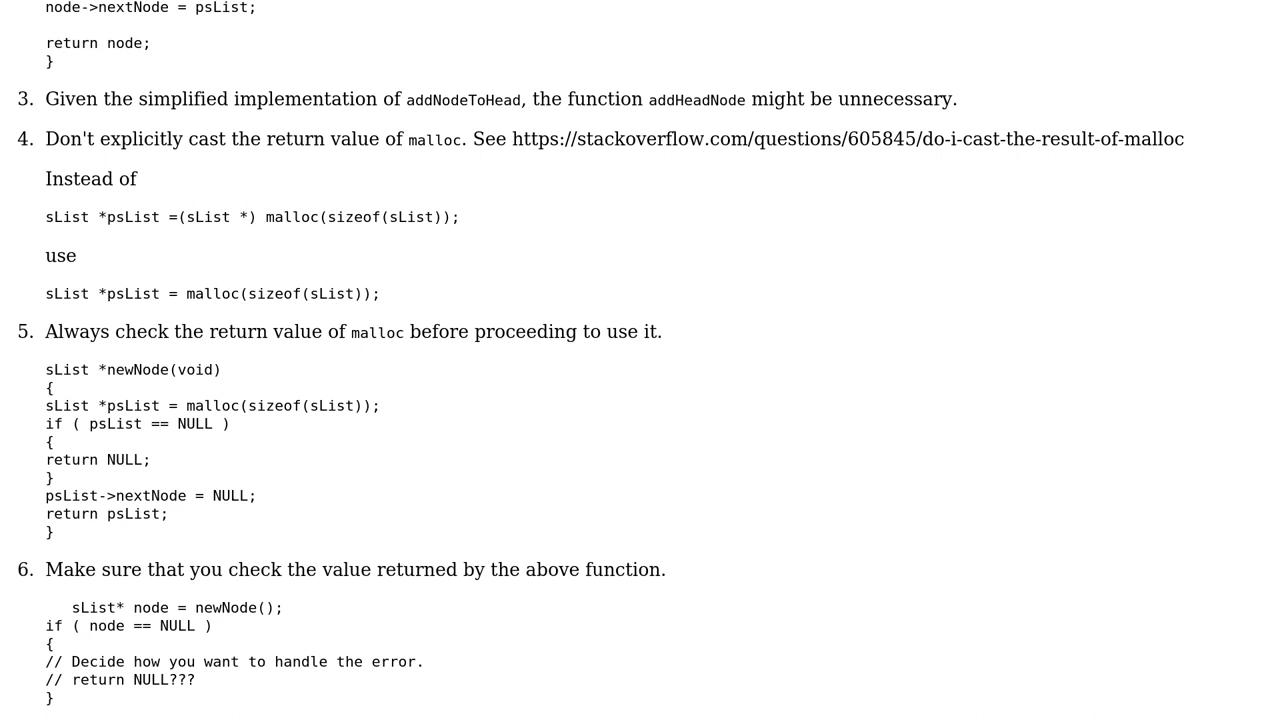 node->nextNode = psList;
return node;
}
3. Given the simplified implementation of addNodeToHead, the function addHeadNode might be unnecessary.
4. Don't explicitly cast the return value of malloc. See https://stackoverflow.com/questions/605845/do-i-cast-the-result-of-malloc
Instead of
sList *psList =(sList *) malloc(sizeof(sList));
use
sList *psList = malloc(sizeof(sList));
5. Always check the return value of malloc before proceeding to use it.
sList *newNode(void)
{
sList *psList = malloc(sizeof(sList));
if ( psList == NULL )
{
return NULL;
}
psList->nextNode = NULL;
return psList;
}
6. Make sure that you check the value returned by the above function.
sList* node = newNode();
if ( node == NULL )
{
// Decide how you want to handle the error.
// return NULL???
}